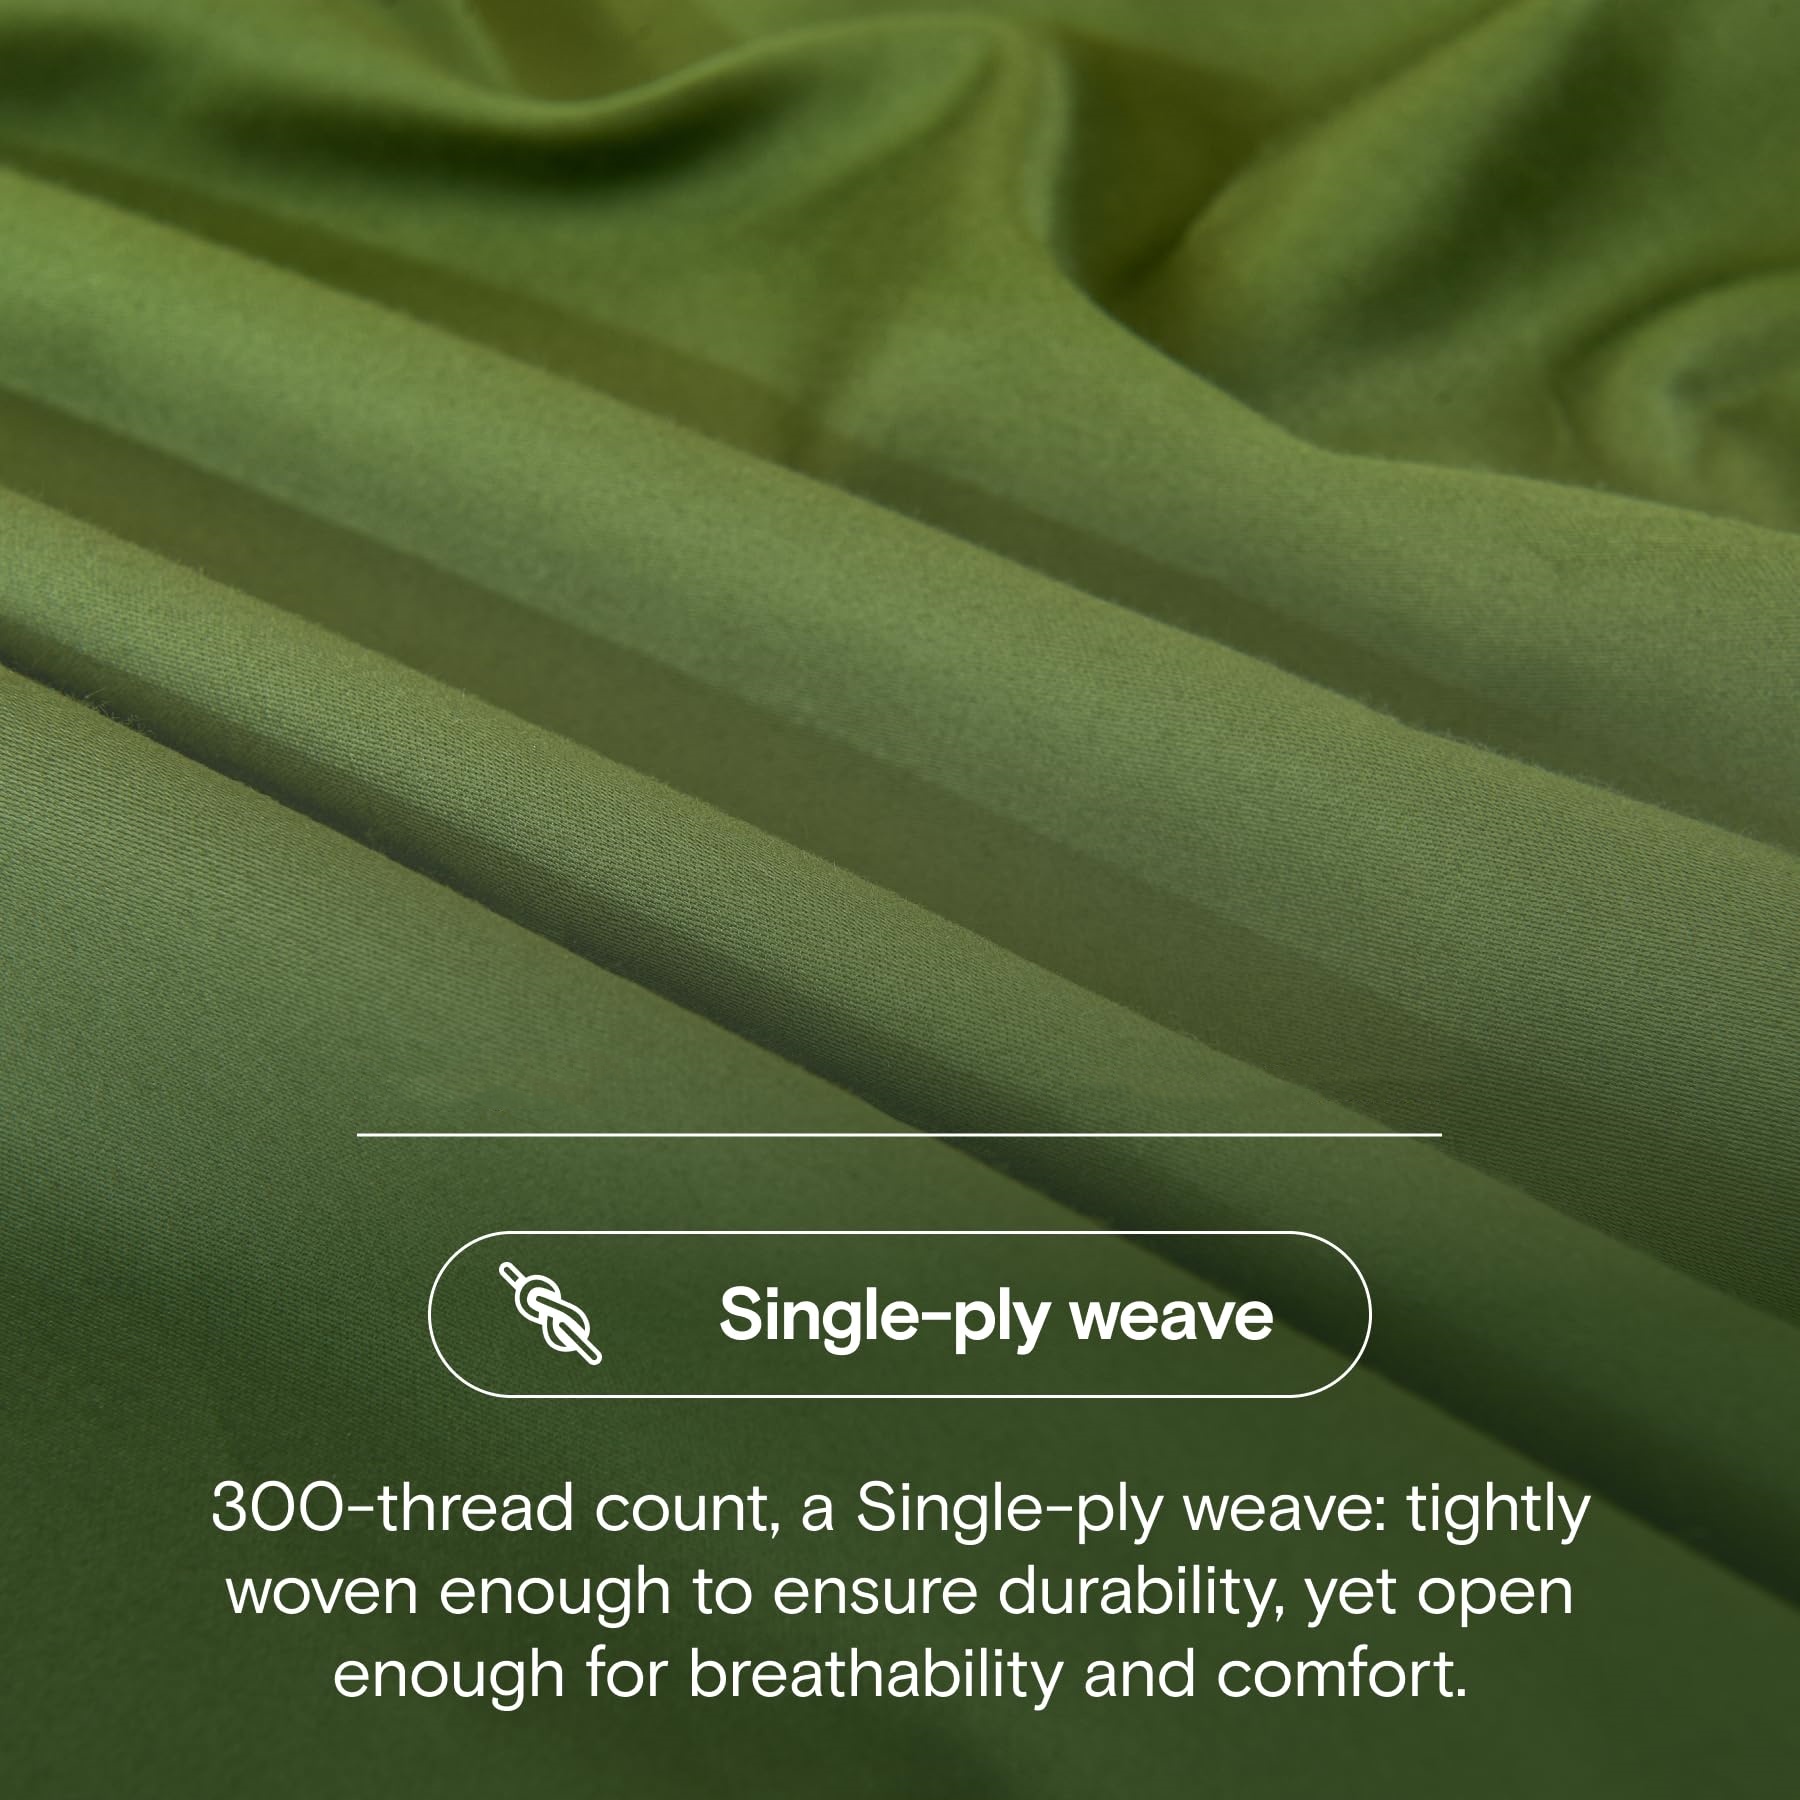 Single-ply weave
300-thread count, a Single-ply weave: tightly
woven enough to ensure durability, yet open
enough for breathability and comfort.